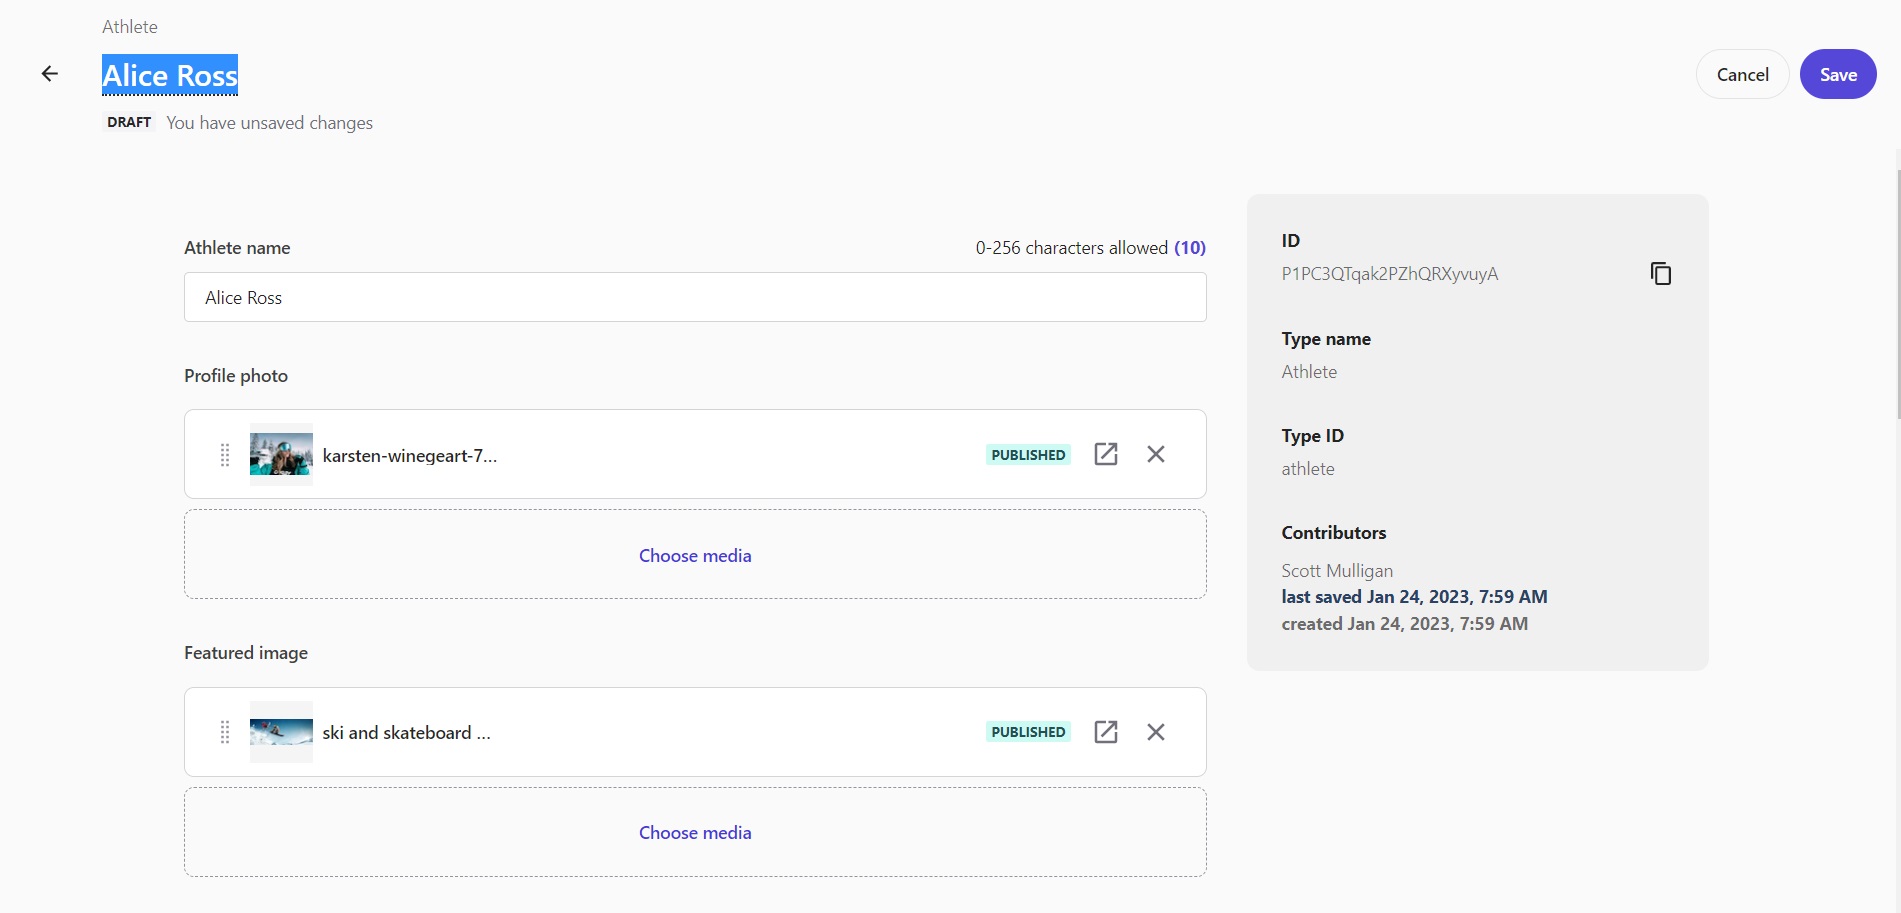 Athlete
Alice Ross
Cancel
Save
DRAFT You have unsaved changes
Athlete name
0-256 characters allowed (10)
Alice Ross
Profile photo
karsten-winegeart-7...
PUBLISHED
Choose media
Featured image
ski and skateboard ...
PUBLISHED
Choose media
ID
P1PC3QTqak2PZhQRXyvuyA
Type name
Athlete
Type ID
athlete
Contributors
Scott Mulligan
last saved Jan 24, 2023, 7:59 AM
created Jan 24, 2023, 7:59 AM